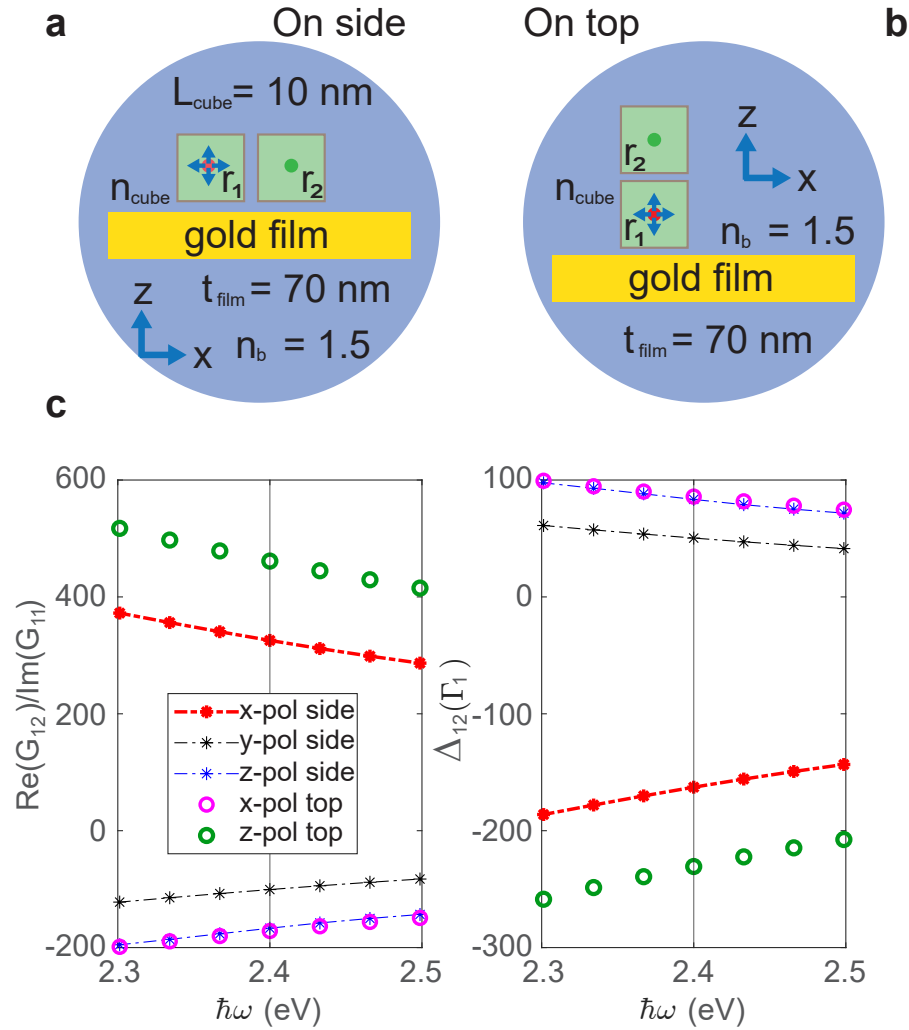 a On side On top b
L_cube = 10 nm
r₁ r₂
n_cube
gold film
t_film = 70 nm
z
x n_b = 1.5
r₂
z
x
n_cube
r₁
n_b = 1.5
gold film
t_film = 70 nm
c
Re(G₁₂)/Im(G₁₁)
600
400
200
0
-200
2.3 2.4 2.5
ħω (eV)
x-pol side
y-pol side
z-pol side
x-pol top
z-pol top
Δ₁₂(Γ₁)
100
0
-100
-200
-300
2.3 2.4 2.5
ħω (eV)